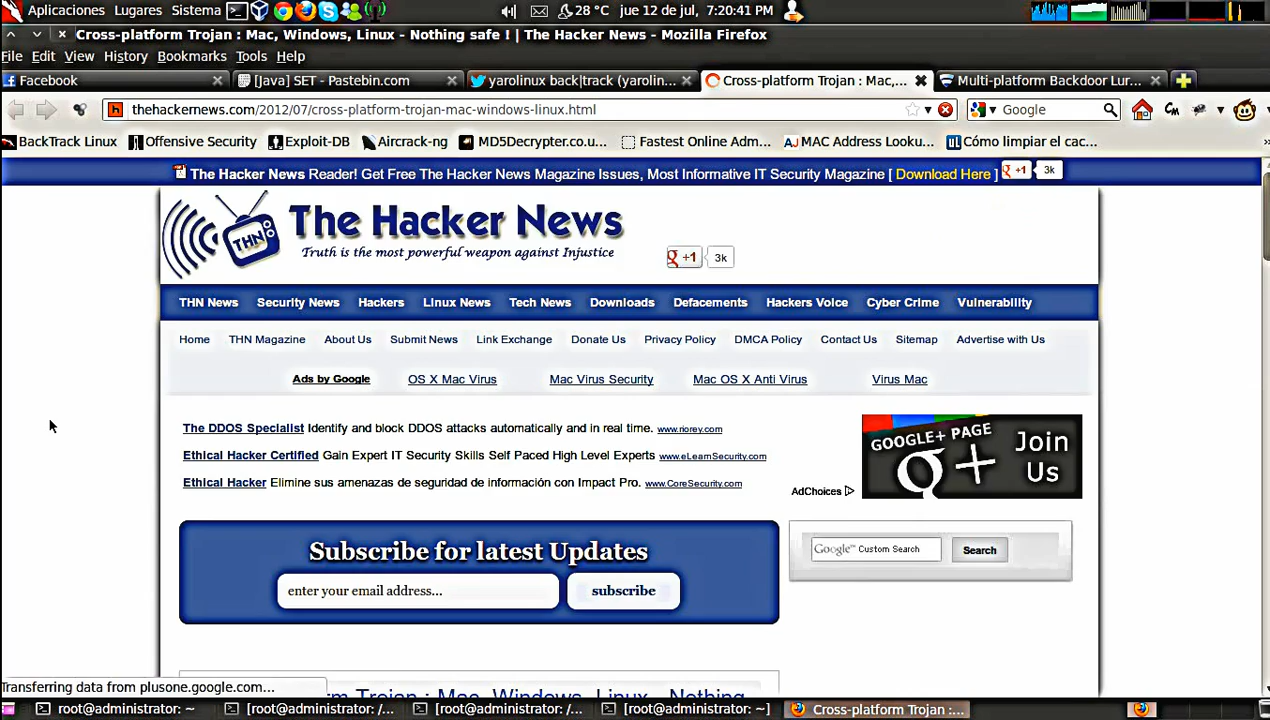 Aplicaciones Lugares Sistema 28 °C jue 12 de jul, 7:20:41 PM
Cross-platform Trojan : Mac, Windows, Linux - Nothing safe ! | The Hacker News - Mozilla Firefox
File Edit View History Bookmarks Tools Help
Facebook [Java] SET - Pastebin.com yarolinux back|track (yarolin... Cross-platform Trojan : Mac,... Multi-platform Backdoor Lur...
thehackernews.com/2012/07/cross-platform-trojan-mac-windows-linux.html Google
BackTrack Linux Offensive Security Exploit-DB Aircrack-ng MD5Decrypter.co.u... Fastest Online Adm... MAC Address Looku... Cómo limpiar el cac...
The Hacker News Reader! Get Free The Hacker News Magazine Issues, Most Informative IT Security Magazine [ Download Here ] +1 3k
THN The Hacker News
Truth is the most powerful weapon against Injustice
+1 3k
THN News Security News Hackers Linux News Tech News Downloads Defacements Hackers Voice Cyber Crime Vulnerability
Home THN Magazine About Us Submit News Link Exchange Donate Us Privacy Policy DMCA Policy Contact Us Sitemap Advertise with Us
Ads by Google OS X Mac Virus Mac Virus Security Mac OS X Anti Virus Virus Mac
The DDOS Specialist Identify and block DDOS attacks automatically and in real time. www.riorey.com
Ethical Hacker Certified Gain Expert IT Security Skills Self Paced High Level Experts www.eLearnSecurity.com
Ethical Hacker Elimine sus amenazas de seguridad de información con Impact Pro. www.CoreSecurity.com
AdChoices
GOOGLE+ PAGE
g+ Join Us
Subscribe for latest Updates
enter your email address... subscribe
Google™ Custom Search Search
Cross-platform Trojan : Mac, Windows, Linux - Nothing
Transferring data from plusone.google.com...
root@administrator: ~ [root@administrator: /... [root@administrator: /... [root@administrator: ~] Cross-platform Trojan :...